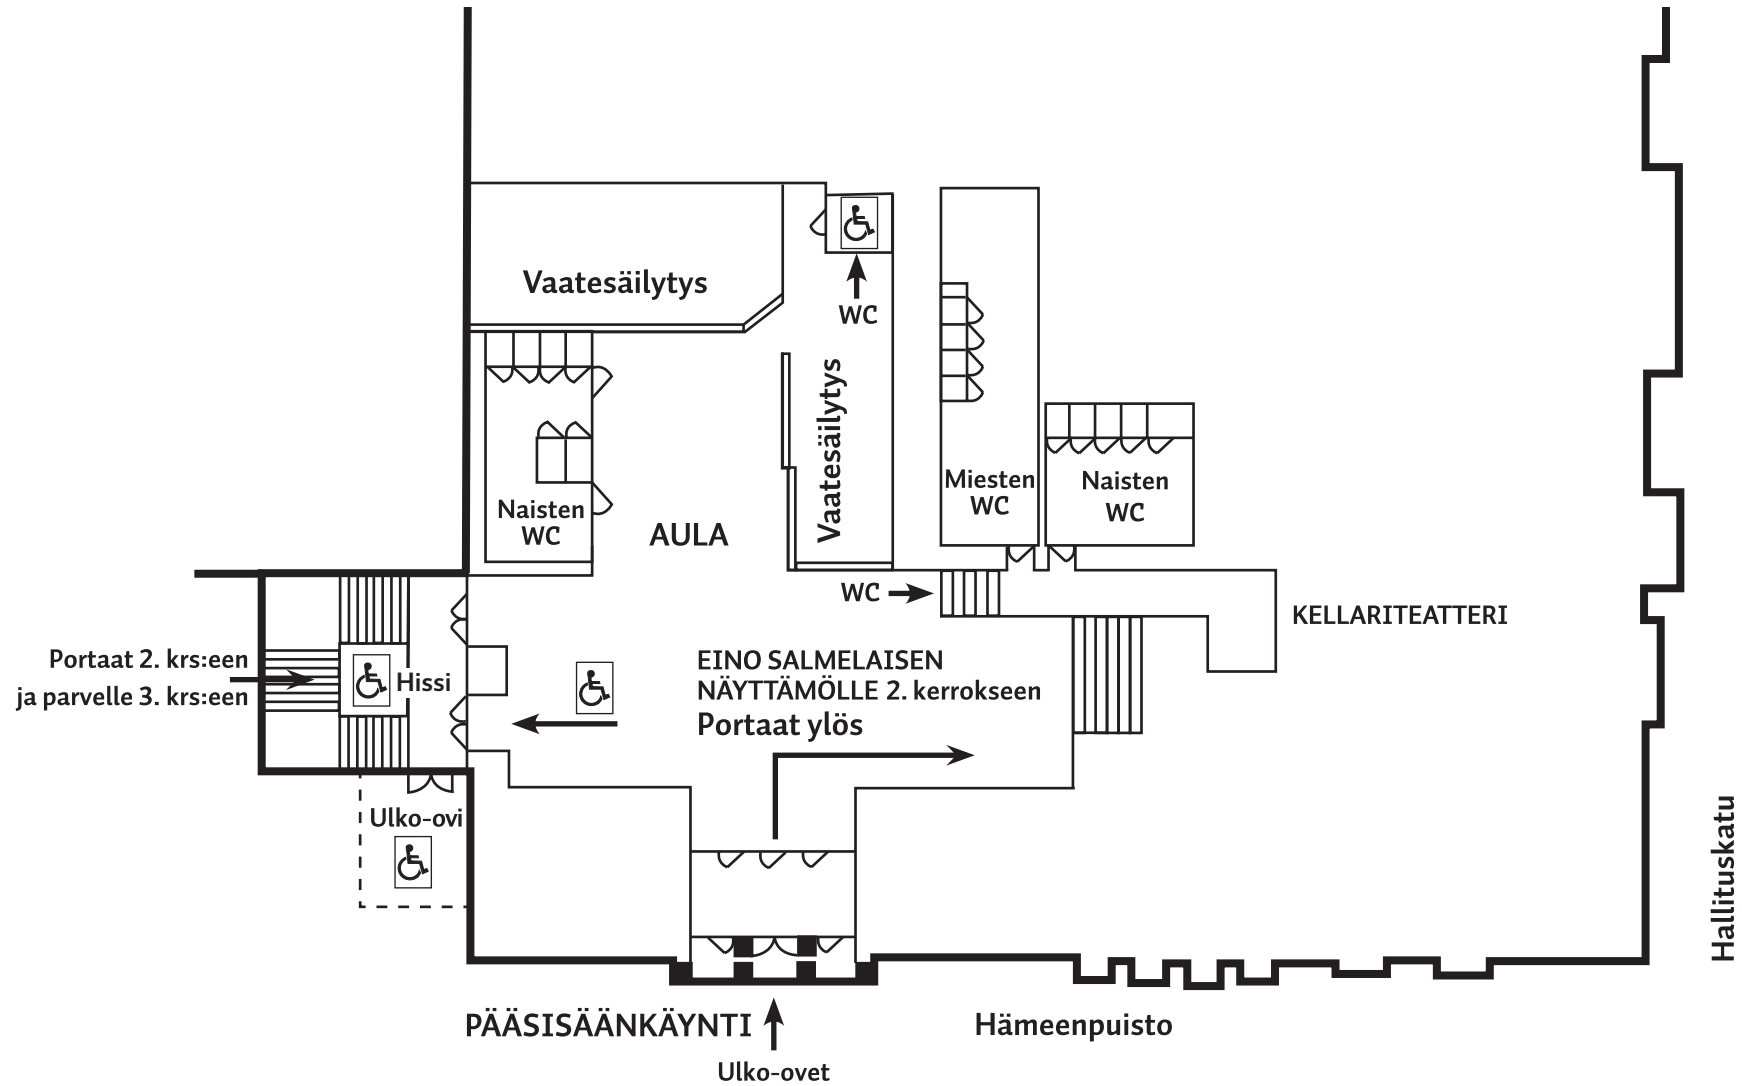 Vaatesäilytys
WC
Vaatesäilytys
Naisten
WC
AULA
Miesten
WC
Naisten
WC
WC
KELLARITEATTERI
Portaat 2. krs:een
ja parvelle 3. krs:een
Hissi
EINO SALMELAISEN
NÄYTTÄMÖLLE 2. kerrokseen
Portaat ylös
Ulko-ovi
Hallituskatu
PÄÄSISÄÄNKÄYNTI
Hämeenpuisto
Ulko-ovet